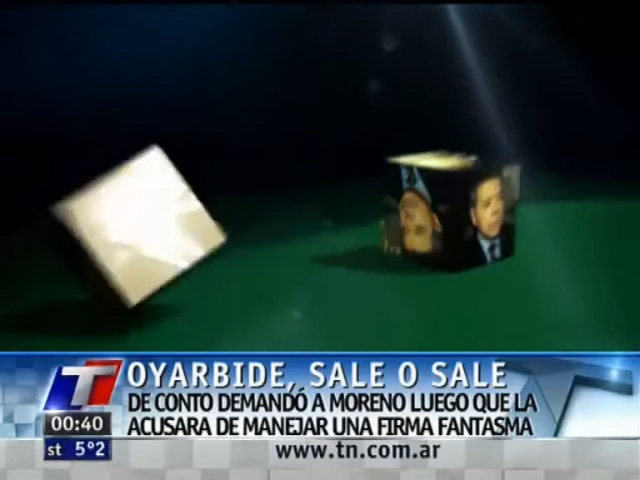 OYARBIDE, SALE O SALE
DE CONTO DEMANDÓ A MORENO LUEGO QUE LA
ACUSARA DE MANEJAR UNA FIRMA FANTASMA
00:40
st 5°2
www.tn.com.ar